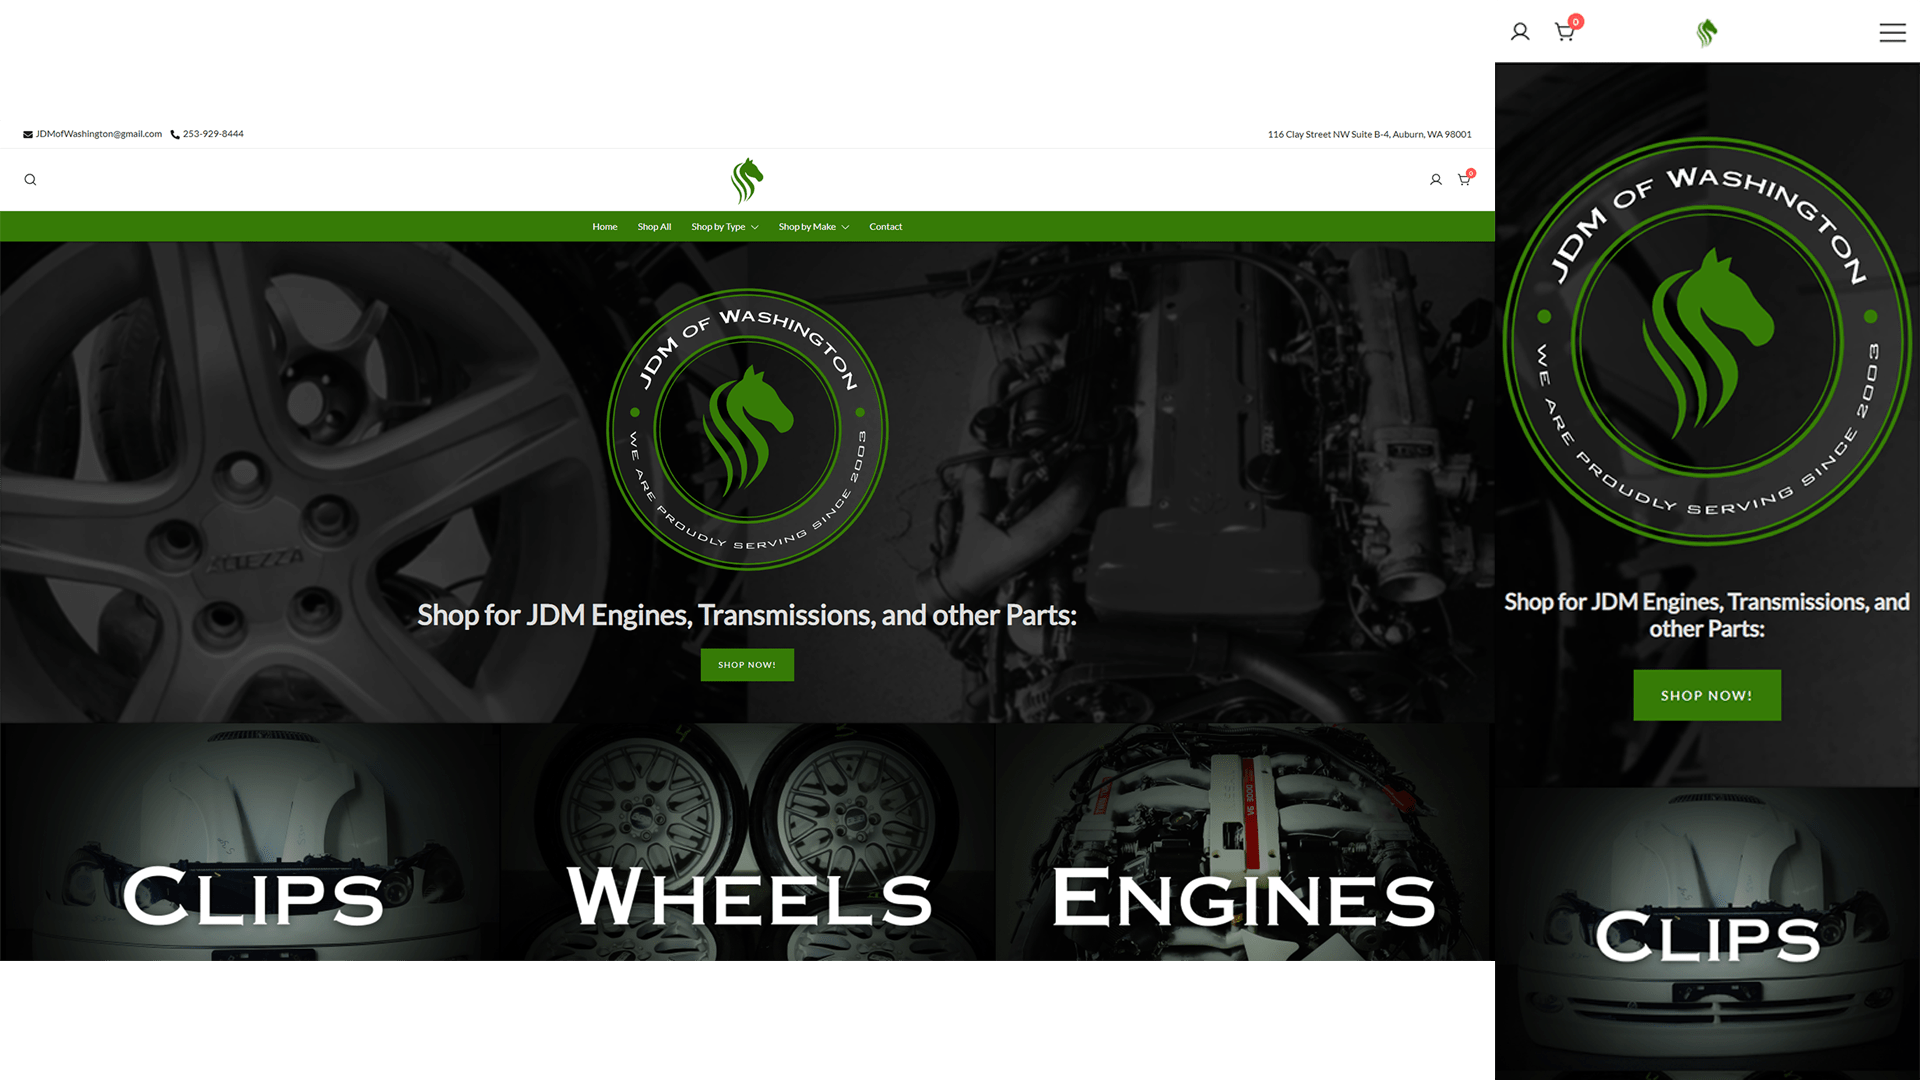 JDMofWashington@gmail.com 253-929-8444
116 Clay Street NW Suite B-4, Auburn, WA 98001
0
Home Shop All Shop by Type Shop by Make Contact
JDM OF WASHINGTON
WE ARE PROUDLY SERVING SINCE 2003
ALTEZZA
Shop for JDM Engines, Transmissions, and other Parts:
SHOP NOW!
CLIPS
WHEELS
ENGINES
0
JDM OF WASHINGTON
WE ARE PROUDLY SERVING SINCE 2003
Shop for JDM Engines, Transmissions, and
other Parts:
SHOP NOW!
CLIPS